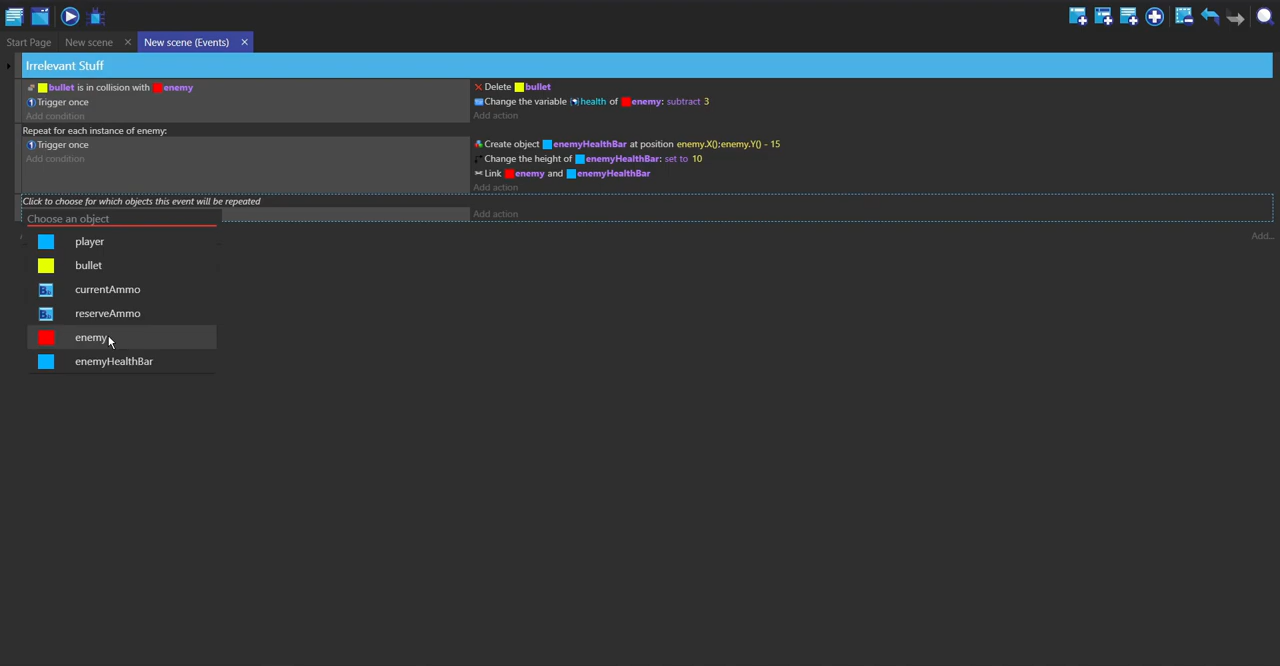 Start Page New scene × New scene (Events) ×
Irrelevant Stuff
bullet is in collision with enemy
Trigger once
Add condition
Delete bullet
Change the variable health of enemy: subtract 3
Add action
Repeat for each instance of enemy:
Trigger once
Add condition
Create object enemyHealthBar at position enemy.X();enemy.Y() - 15
Change the height of enemyHealthBar: set to 10
Link enemy and enemyHealthBar
Add action
Click to choose for which objects this event will be repeated
Add action
Choose an object
Add...
player
bullet
currentAmmo
reserveAmmo
enemy
enemyHealthBar